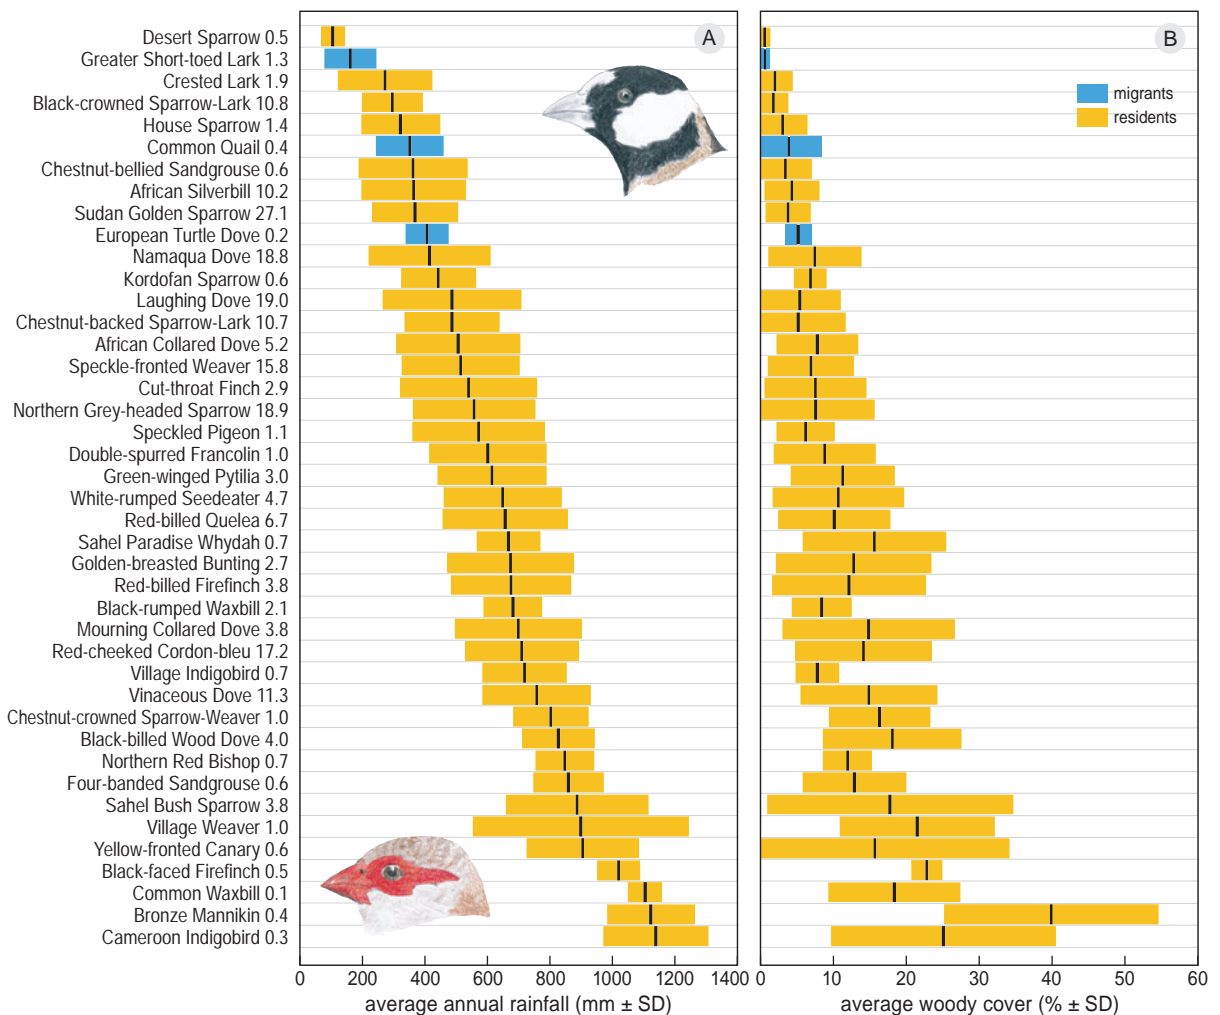 A
B
Desert Sparrow 0.5
Greater Short-toed Lark 1.3
Crested Lark 1.9
Black-crowned Sparrow-Lark 10.8
House Sparrow 1.4
Common Quail 0.4
Chestnut-bellied Sandgrouse 0.6
African Silverbill 10.2
Sudan Golden Sparrow 27.1
European Turtle Dove 0.2
Namaqua Dove 18.8
Kordofan Sparrow 0.6
Laughing Dove 19.0
Chestnut-backed Sparrow-Lark 10.7
African Collared Dove 5.2
Speckle-fronted Weaver 15.8
Cut-throat Finch 2.9
Northern Grey-headed Sparrow 18.9
Speckled Pigeon 1.1
Double-spurred Francolin 1.0
Green-winged Pytilia 3.0
White-rumped Seedeater 4.7
Red-billed Quelea 6.7
Sahel Paradise Whydah 0.7
Golden-breasted Bunting 2.7
Red-billed Firefinch 3.8
Black-rumped Waxbill 2.1
Mourning Collared Dove 3.8
Red-cheeked Cordon-bleu 17.2
Village Indigobird 0.7
Vinaceous Dove 11.3
Chestnut-crowned Sparrow-Weaver 1.0
Black-billed Wood Dove 4.0
Northern Red Bishop 0.7
Four-banded Sandgrouse 0.6
Sahel Bush Sparrow 3.8
Village Weaver 1.0
Yellow-fronted Canary 0.6
Black-faced Firefinch 0.5
Common Waxbill 0.1
Bronze Mannikin 0.4
Cameroon Indigobird 0.3
migrants
residents
0 200 400 600 800 1000 1200 1400
average annual rainfall (mm ± SD)
0 10 20 30 40 50 60
average woody cover (% ± SD)